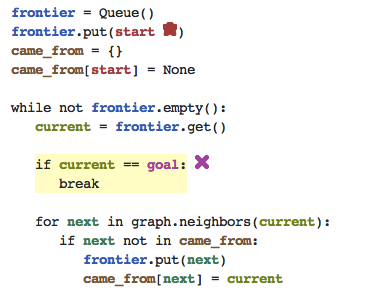 frontier = Queue()
frontier.put(start )
came_from = {}
came_from[start] = None

while not frontier.empty():
   current = frontier.get()

   if current == goal:
      break

   for next in graph.neighbors(current):
      if next not in came_from:
         frontier.put(next)
         came_from[next] = current